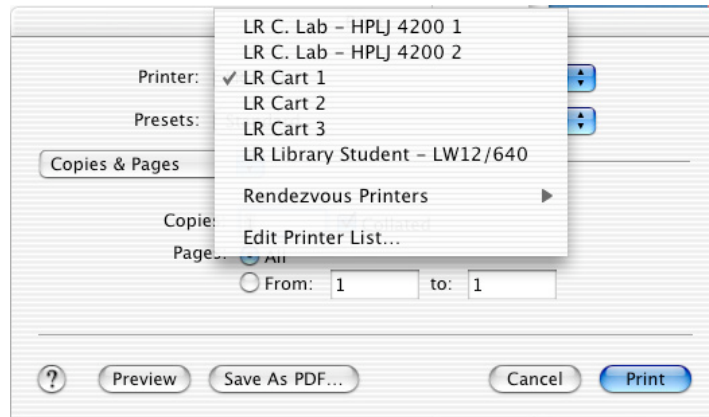 LR C. Lab – HPLJ 4200 1
LR C. Lab – HPLJ 4200 2
Printer: ✓ LR Cart 1
LR Cart 2
Presets:
LR Cart 3
LR Library Student – LW12/640
Copies & Pages
Rendezvous Printers
Copies: Collated
Edit Printer List...
Pages: All
From: 1 to: 1
? Preview Save As PDF... Cancel Print